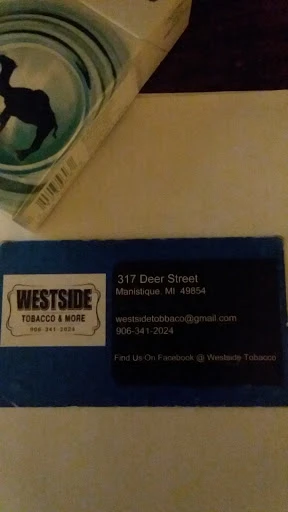 WESTSIDE
TOBACCO & MORE
906-341-2024
317 Deer Street
Manistique. MI 49854
westsidetobbaco@gmail.com
906-341-2024
Find Us On Fanebook @ Westside Tobacco